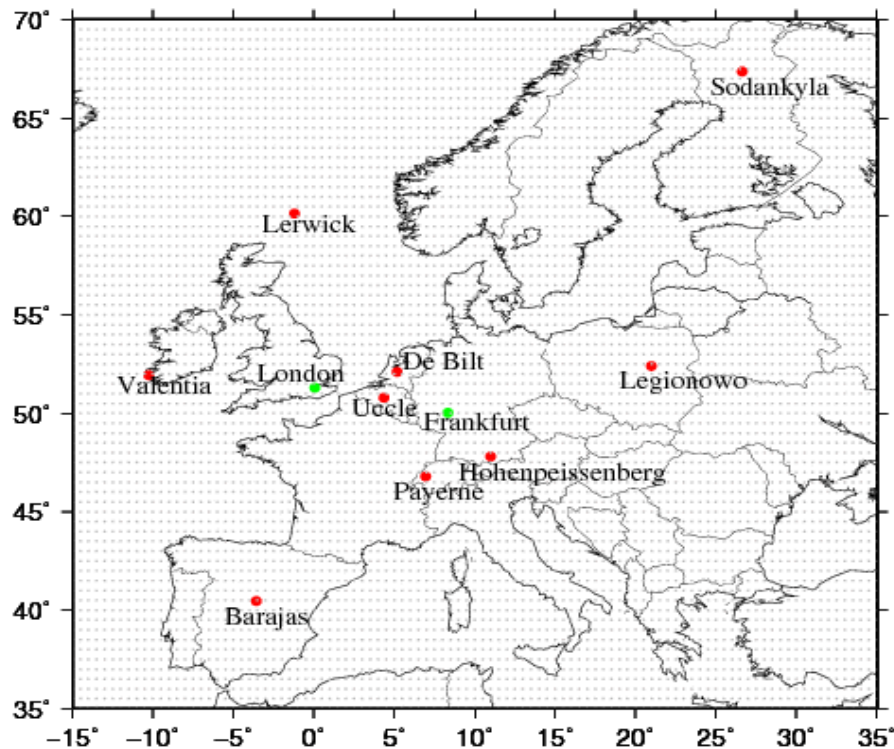 70°
65°
60°
55°
50°
45°
40°
35°
Sodankyla
Lerwick
De Bilt
London
Valentia
Legionowo
Uccle
Frankfurt
Hohenpeissenberg
Payerne
Barajas
−15°
−10°
−5°
0°
5°
10°
15°
20°
25°
30°
35°